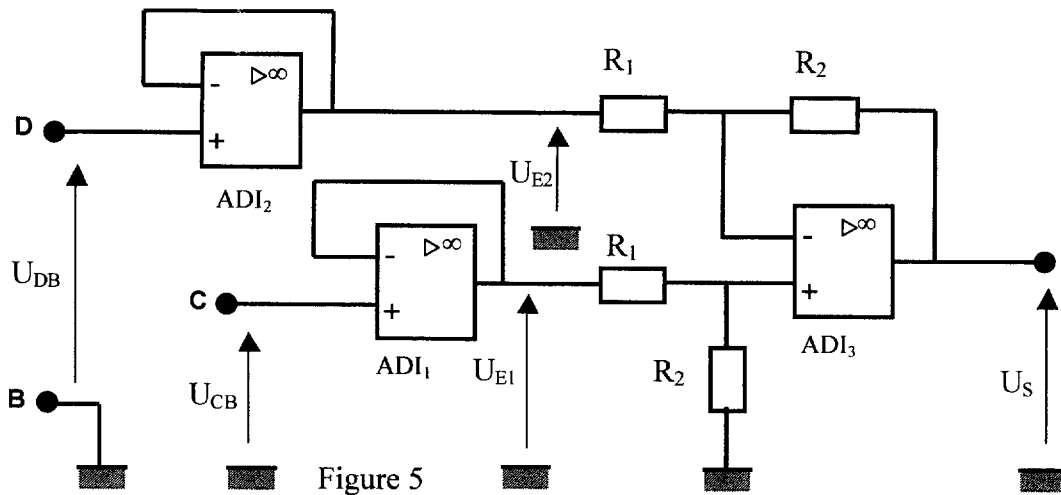 R1 R2
- ▷∞
D
+
ADI2
UE2
- ▷∞
R1
- ▷∞
UDB
C
+
+
ADI1
ADI3
UE1
R2
UCB
US
B
Figure 5